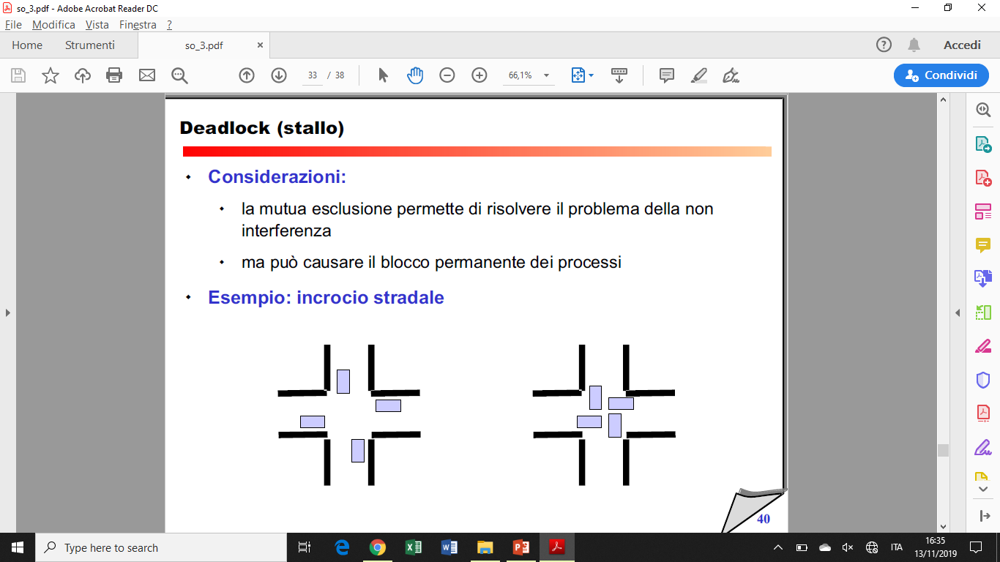 so_3.pdf - Adobe Acrobat Reader DC
File Modifica Vista Finestra ?
Home Strumenti so_3.pdf × Accedi
33 / 38 66,1% Condividi
Deadlock (stallo)
Considerazioni:
la mutua esclusione permette di risolvere il problema della non
interferenza
ma può causare il blocco permanente dei processi
Esempio: incrocio stradale
40
Type here to search
ITA
16:35
13/11/2019